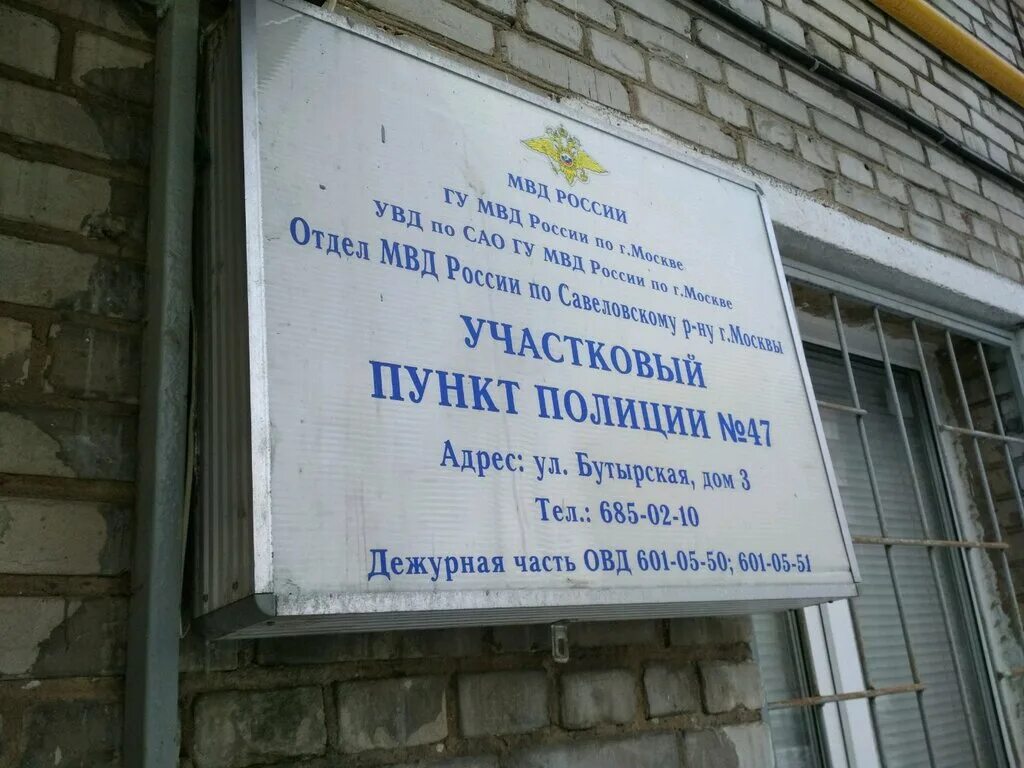 МВД РОССИИ
ГУ МВД России по г.Москве
УВД по САО ГУ МВД России по г.Москве
Отдел МВД России по Савеловскому р-ну г.Москвы
УЧАСТКОВЫЙ
ПУНКТ ПОЛИЦИИ №47
Адрес: ул. Бутырская, дом 3
Тел.: 685-02-10
Дежурная часть ОВД 601-05-50; 601-05-51